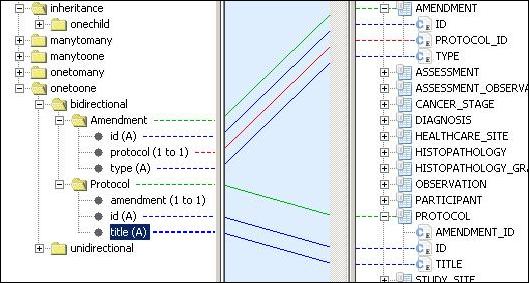 inheritance
onechild
manytomany
manytoone
onetomany
onetoone
bidirectional
Amendment
id (A)
protocol (1 to 1)
type (A)
Protocol
amendment (1 to 1)
id (A)
title (A)
unidirectional
AMENDMENT
ID
PROTOCOL_ID
TYPE
ASSESSMENT
ASSESSMENT_OBSERVA
CANCER_STAGE
DIAGNOSIS
HEALTHCARE_SITE
HISTOPATHOLOGY
HISTOPATHOLOGY_GRA
OBSERVATION
PARTICIPANT
PROTOCOL
AMENDMENT_ID
ID
TITLE
STUDY_SITE